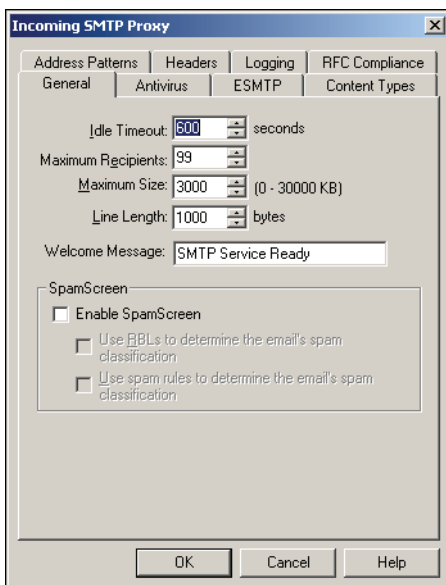 Incoming SMTP Proxy
Address Patterns Headers Logging RFC Compliance
General Antivirus ESMTP Content Types
Idle Timeout: 600 seconds
Maximum Recipients: 99
Maximum Size: 3000 (0 - 30000 KB)
Line Length: 1000 bytes
Welcome Message: SMTP Service Ready
SpamScreen
Enable SpamScreen
Use RBLs to determine the email's spam
classification
Use spam rules to determine the email's spam
classification
OK Cancel Help